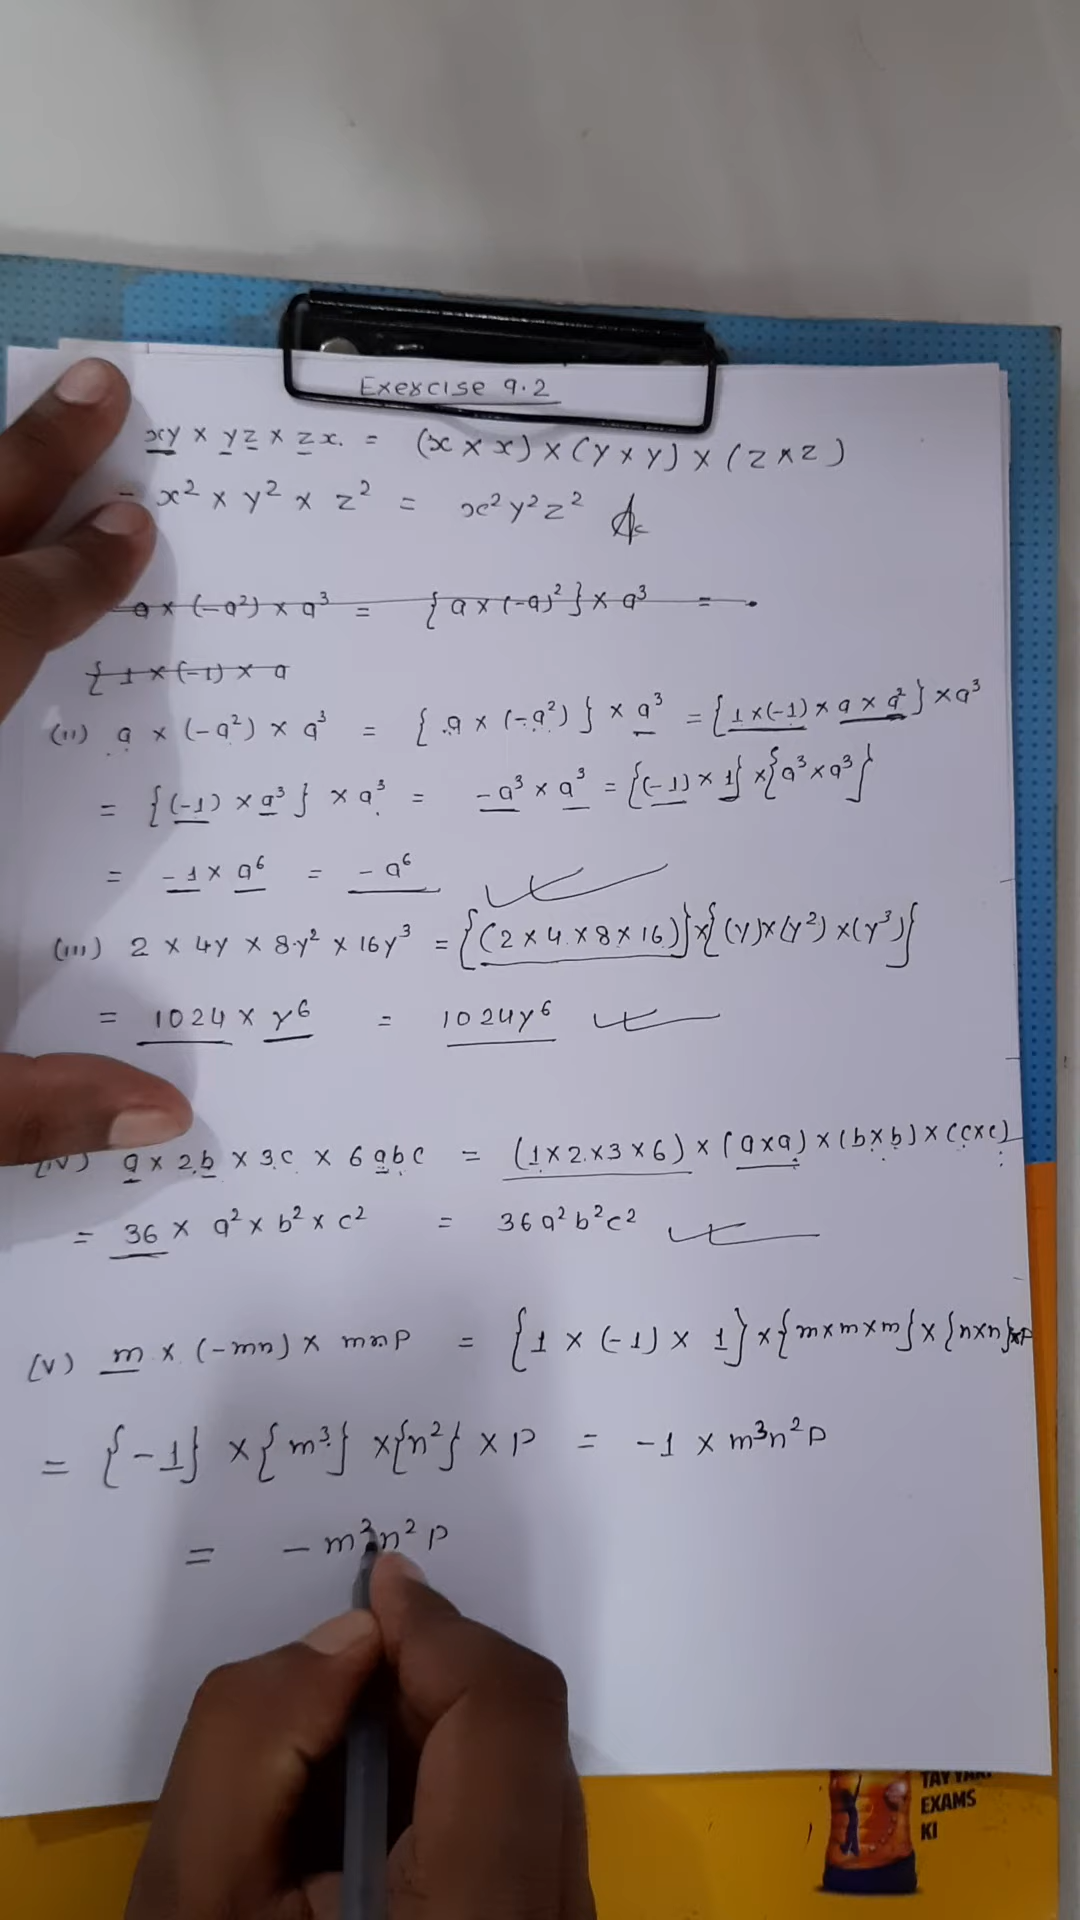 Exercise 9.2
xy × yz × zx. = (x × x) × (y × y) × (z × z)
= x² × y² × z² = x²y²z²
a × (-a²) × a³ = {a × (-a)²} × a³ =
{1 × (-1) × a
(ii) a × (-a²) × a³ = {a × (-a²)} × a³ = {1 × (-1) × a × a²} × a³
= {(-1) × a³} × a³ = -a³ × a³ = {(-1) × 1} × {a³ × a³}
= -1 × a⁶ = -a⁶
(iii) 2 × 4y × 8y² × 16y³ = {(2 × 4 × 8 × 16)} × {(y) × (y²) × (y³)}
= 1024 × y⁶ = 1024y⁶
(iv) a × 2b × 3c × 6abc = (1 × 2 × 3 × 6) × (a × a) × (b × b) × (c × c)
= 36 × a² × b² × c² = 36a²b²c²
(v) m × (-mn) × mnp = {1 × (-1) × 1} × {m × m × m} × {n × n} × p
= {-1} × {m³} × {n²} × p = -1 × m³n²p
= -m³n²p
EXAMS
KI